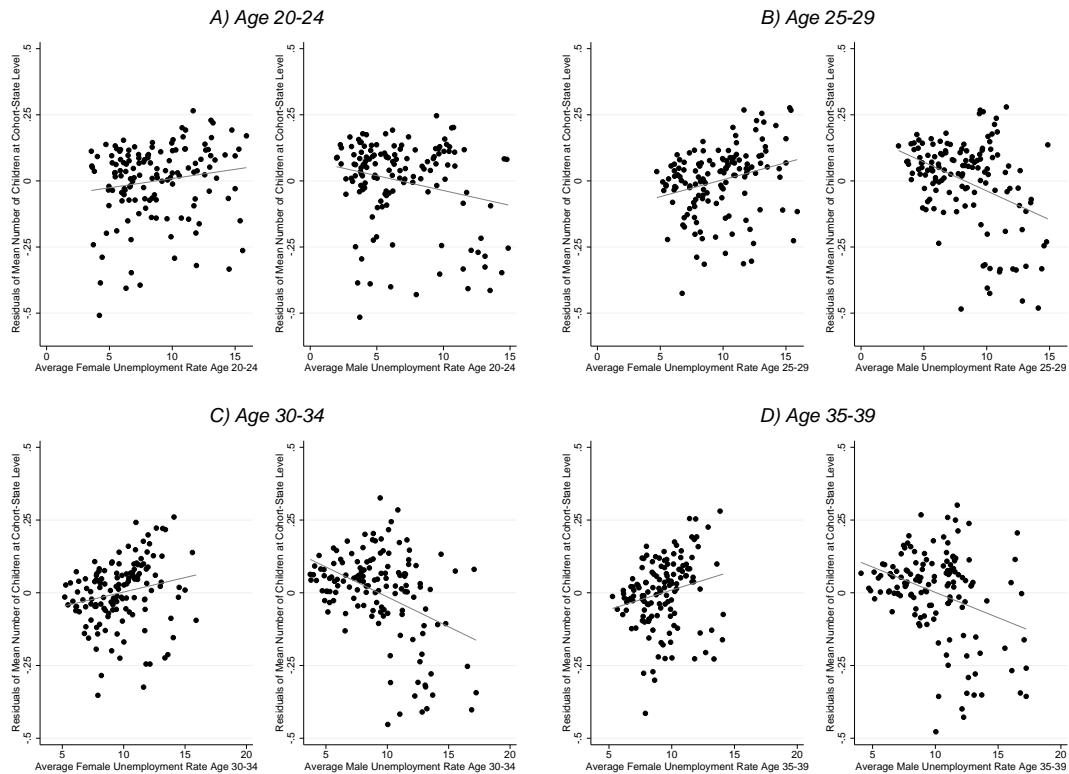 A) Age 20-24
B) Age 25-29
Residuals of Mean Number of Children at Cohort-State Level
-.5 -.25 0 .25 .5
0 5 10 15
Average Female Unemployment Rate Age 20-24
Residuals of Mean Number of Children at Cohort-State Level
-.5 -.25 0 .25 .5
0 5 10 15
Average Male Unemployment Rate Age 20-24
Residuals of Mean Number of Children at Cohort-State Level
-.5 -.25 0 .25 .5
0 5 10 15
Average Female Unemployment Rate Age 25-29
Residuals of Mean Number of Children at Cohort-State Level
-.5 -.25 0 .25 .5
0 5 10 15
Average Male Unemployment Rate Age 25-29
C) Age 30-34
D) Age 35-39
Residuals of Mean Number of Children at Cohort-State Level
-.5 -.25 0 .25 .5
5 10 15 20
Average Female Unemployment Rate Age 30-34
Residuals of Mean Number of Children at Cohort-State Level
-.5 -.25 0 .25 .5
5 10 15 20
Average Male Unemployment Rate Age 30-34
Residuals of Mean Number of Children at Cohort-State Level
-.5 -.25 0 .25 .5
5 10 15 20
Average Female Unemployment Rate Age 35-39
Residuals of Mean Number of Children at Cohort-State Level
-.5 -.25 0 .25 .5
5 10 15 20
Average Male Unemployment Rate Age 35-39